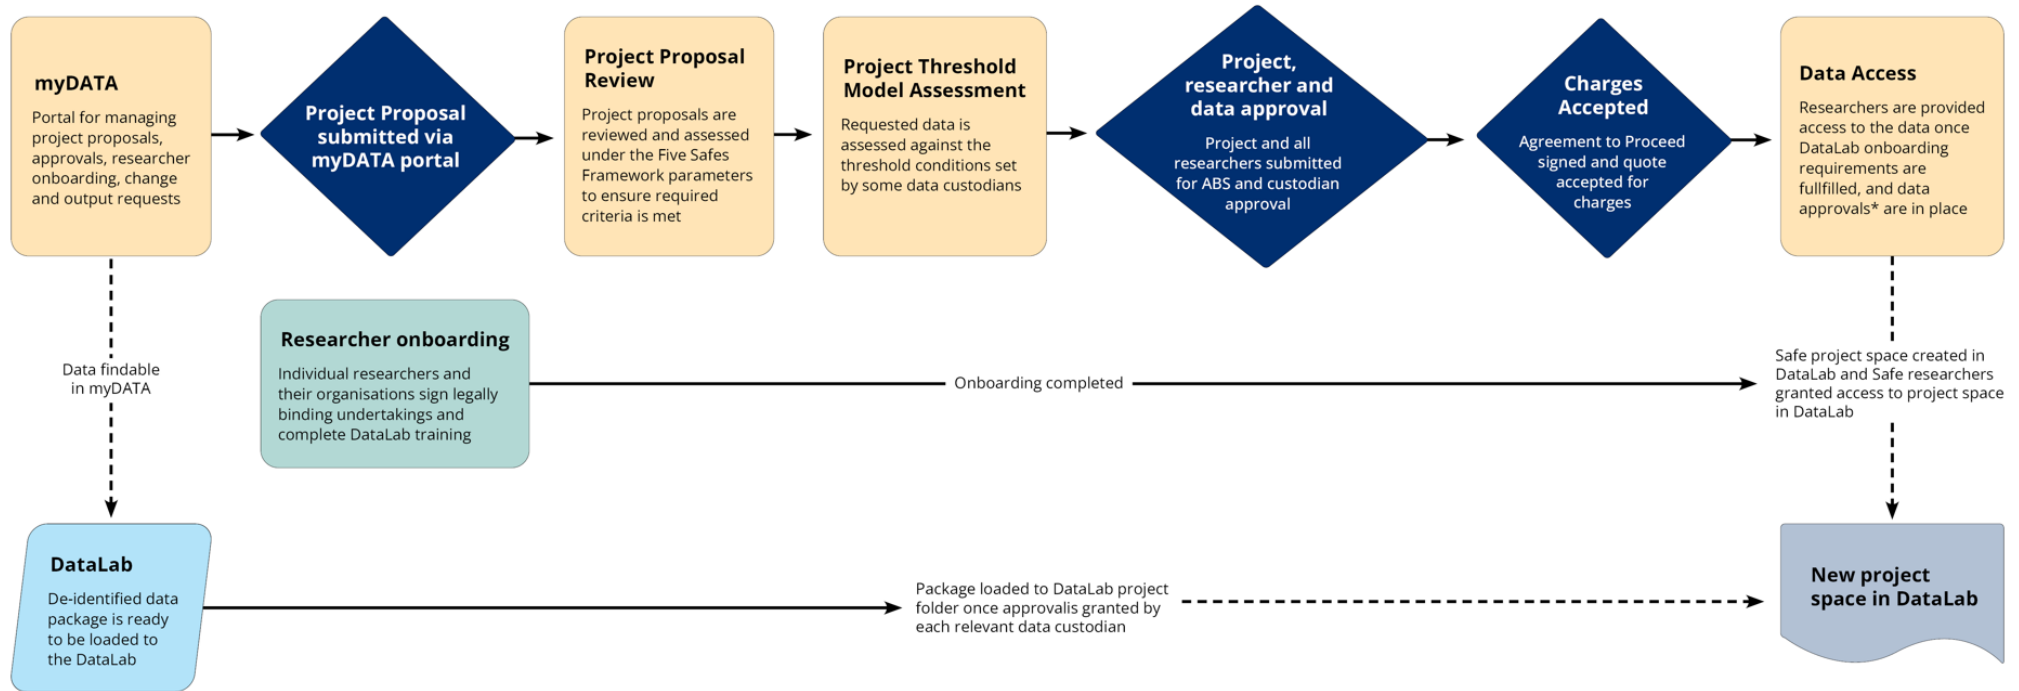 myDATA
Portal for managing
project proposals,
approvals, researcher
onboarding, change
and output requests
Project Proposal
submitted via
myDATA portal
Project Proposal
Review
Project proposals are
reviewed and assessed
under the Five Safes
Framework parameters
to ensure required
criteria is met
Project Threshold
Model Assessment
Requested data is
assessed against the
threshold conditions set
by some data custodians
Project,
researcher and
data approval
Project and all
researchers submitted
for ABS and custodian
approval
Charges
Accepted
Agreement to Proceed
signed and quote
accepted for
charges
Data Access
Researchers are provided
access to the data once
DataLab onboarding
requirements are
fullfilled, and data
approvals* are in place
Data findable
in myDATA
Researcher onboarding
Individual researchers and
their organisations sign legally
binding undertakings and
complete DataLab training
Onboarding completed
Safe project space created in
DataLab and Safe researchers
granted access to project space
in DataLab
DataLab
De-identified data
package is ready
to be loaded to
the DataLab
Package loaded to DataLab project
folder once approvalis granted by
each relevant data custodian
New project
space in DataLab